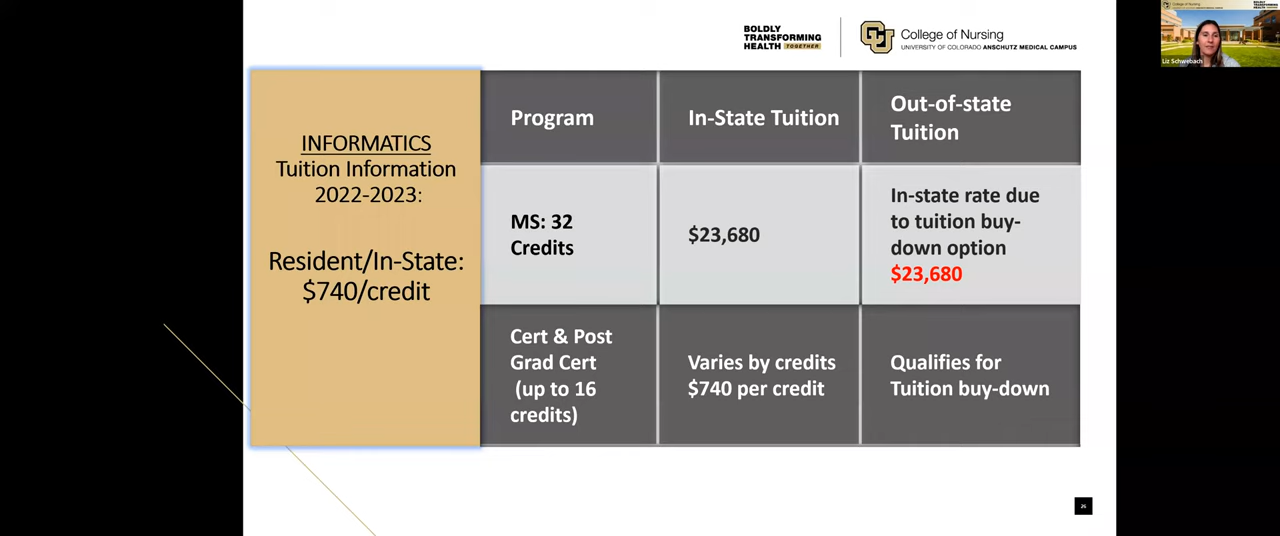 BOLDLY
TRANSFORMING
HEALTH TOGETHER
College of Nursing
UNIVERSITY OF COLORADO ANSCHUTZ MEDICAL CAMPUS
Liz Schwebach
INFORMATICS
Tuition Information
2022-2023:
Resident/In-State:
$740/credit
Program
In-State Tuition
Out-of-state
Tuition
MS: 32
Credits
$23,680
In-state rate due
to tuition buy-
down option
$23,680
Cert & Post
Grad Cert
(up to 16
credits)
Varies by credits
$740 per credit
Qualifies for
Tuition buy-down
26